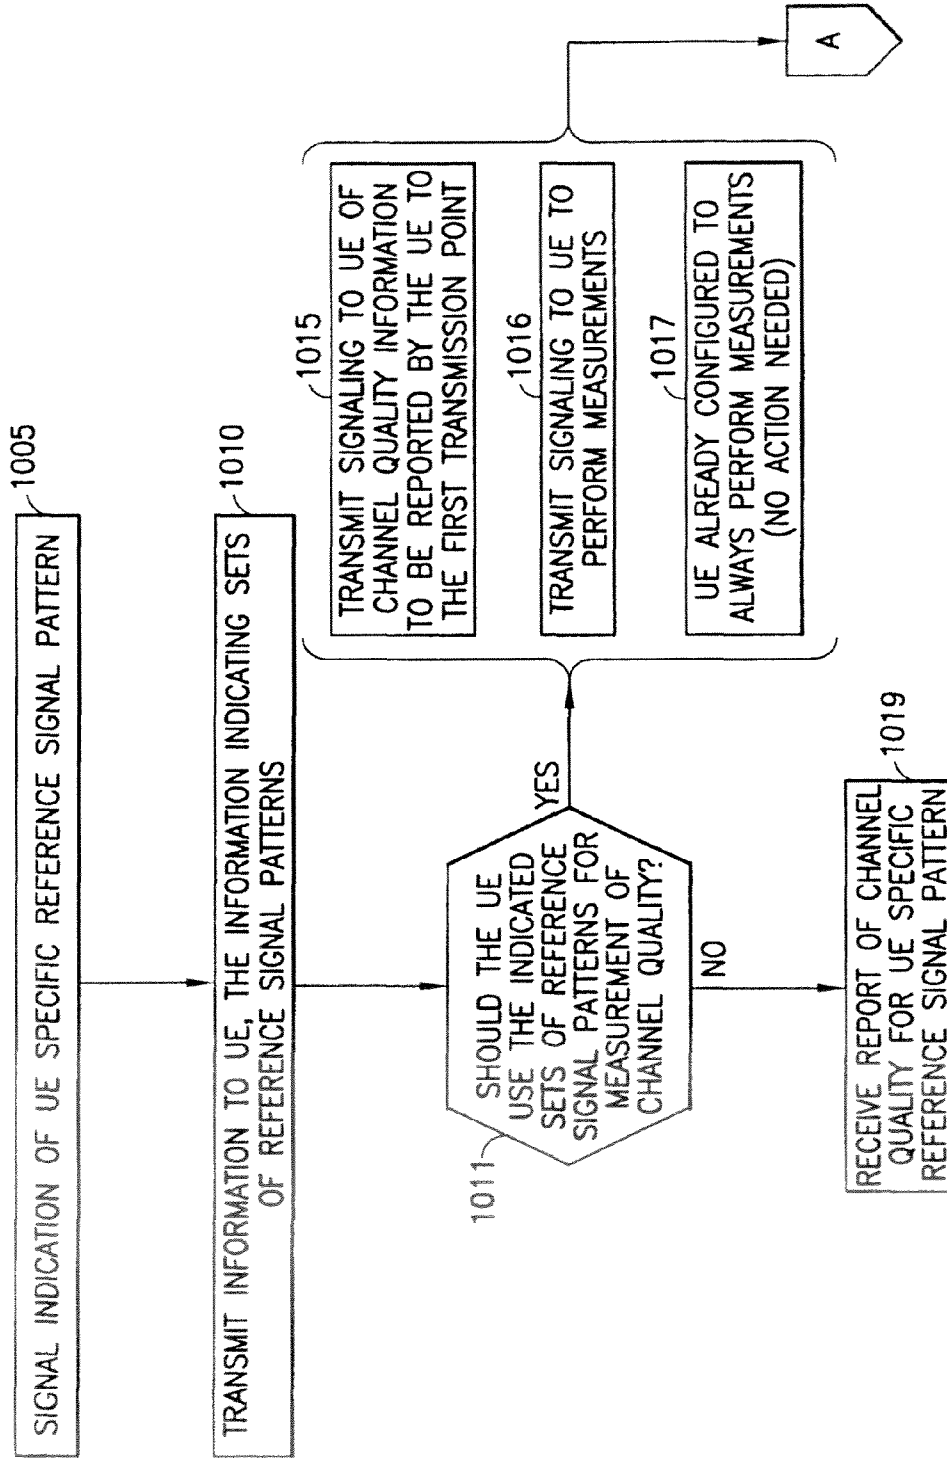 SIGNAL INDICATION OF UE SPECIFIC REFERENCE SIGNAL PATTERN
1005
TRANSMIT INFORMATION TO UE, THE INFORMATION INDICATING SETS
OF REFERENCE SIGNAL PATTERNS
1010
SHOULD THE UE
USE THE INDICATED
SETS OF REFERENCE
SIGNAL PATTERNS FOR
MEASUREMENT OF
CHANNEL QUALITY?
1011
YES
NO
1015
TRANSMIT SIGNALING TO UE OF
CHANNEL QUALITY INFORMATION
TO BE REPORTED BY THE UE TO
THE FIRST TRANSMISSION POINT
1016
TRANSMIT SIGNALING TO UE TO
PERFORM MEASUREMENTS
1017
UE ALREADY CONFIGURED TO
ALWAYS PERFORM MEASUREMENTS
(NO ACTION NEEDED)
A
1019
RECEIVE REPORT OF CHANNEL
QUALITY FOR UE SPECIFIC
REFERENCE SIGNAL PATTERN